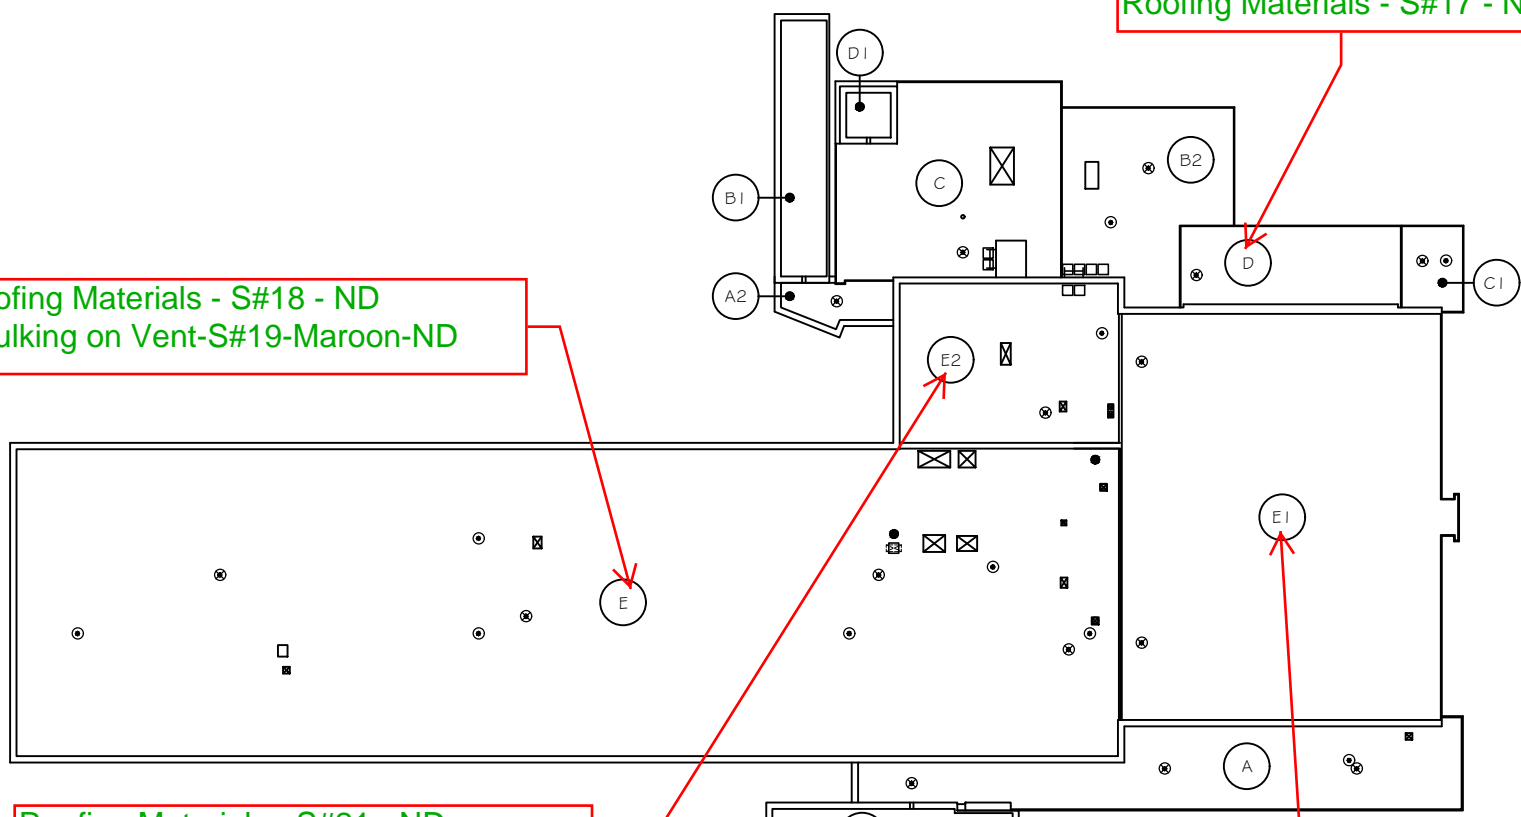 Roofing Materials - S#17 - N
D1
B2
C
B1
D
C1
A2
ofing Materials - S#18 - ND
ulking on Vent-S#19-Maroon-ND
E2
E1
E
A